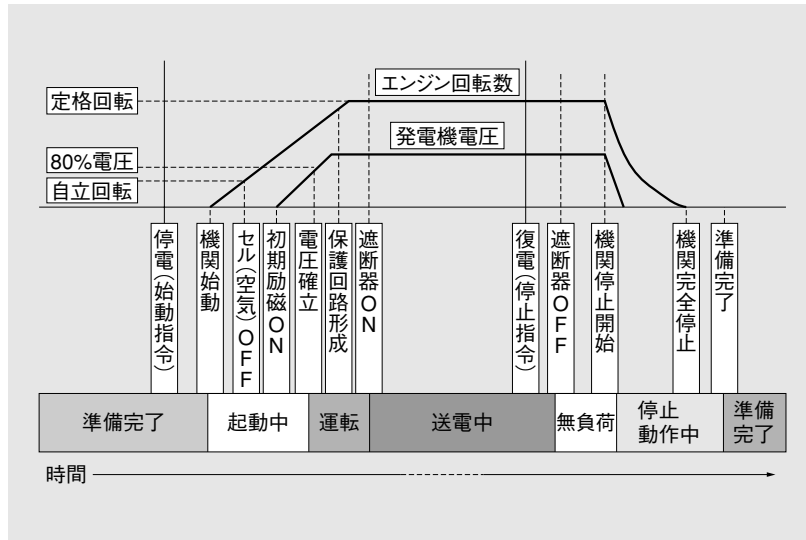 エンジン回転数
定格回転
発電機電圧
80%電圧
自立回転
停電(始動指令)
機関始動
セル(空気)OFF
初期励磁ON
電圧確立
保護回路形成
遮断器ON
復電(停止指令)
遮断器OFF
機関停止開始
機関完全停止
準備完了
準備完了
起動中
運転
送電中
無負荷
停止
動作中
準備
完了
時間